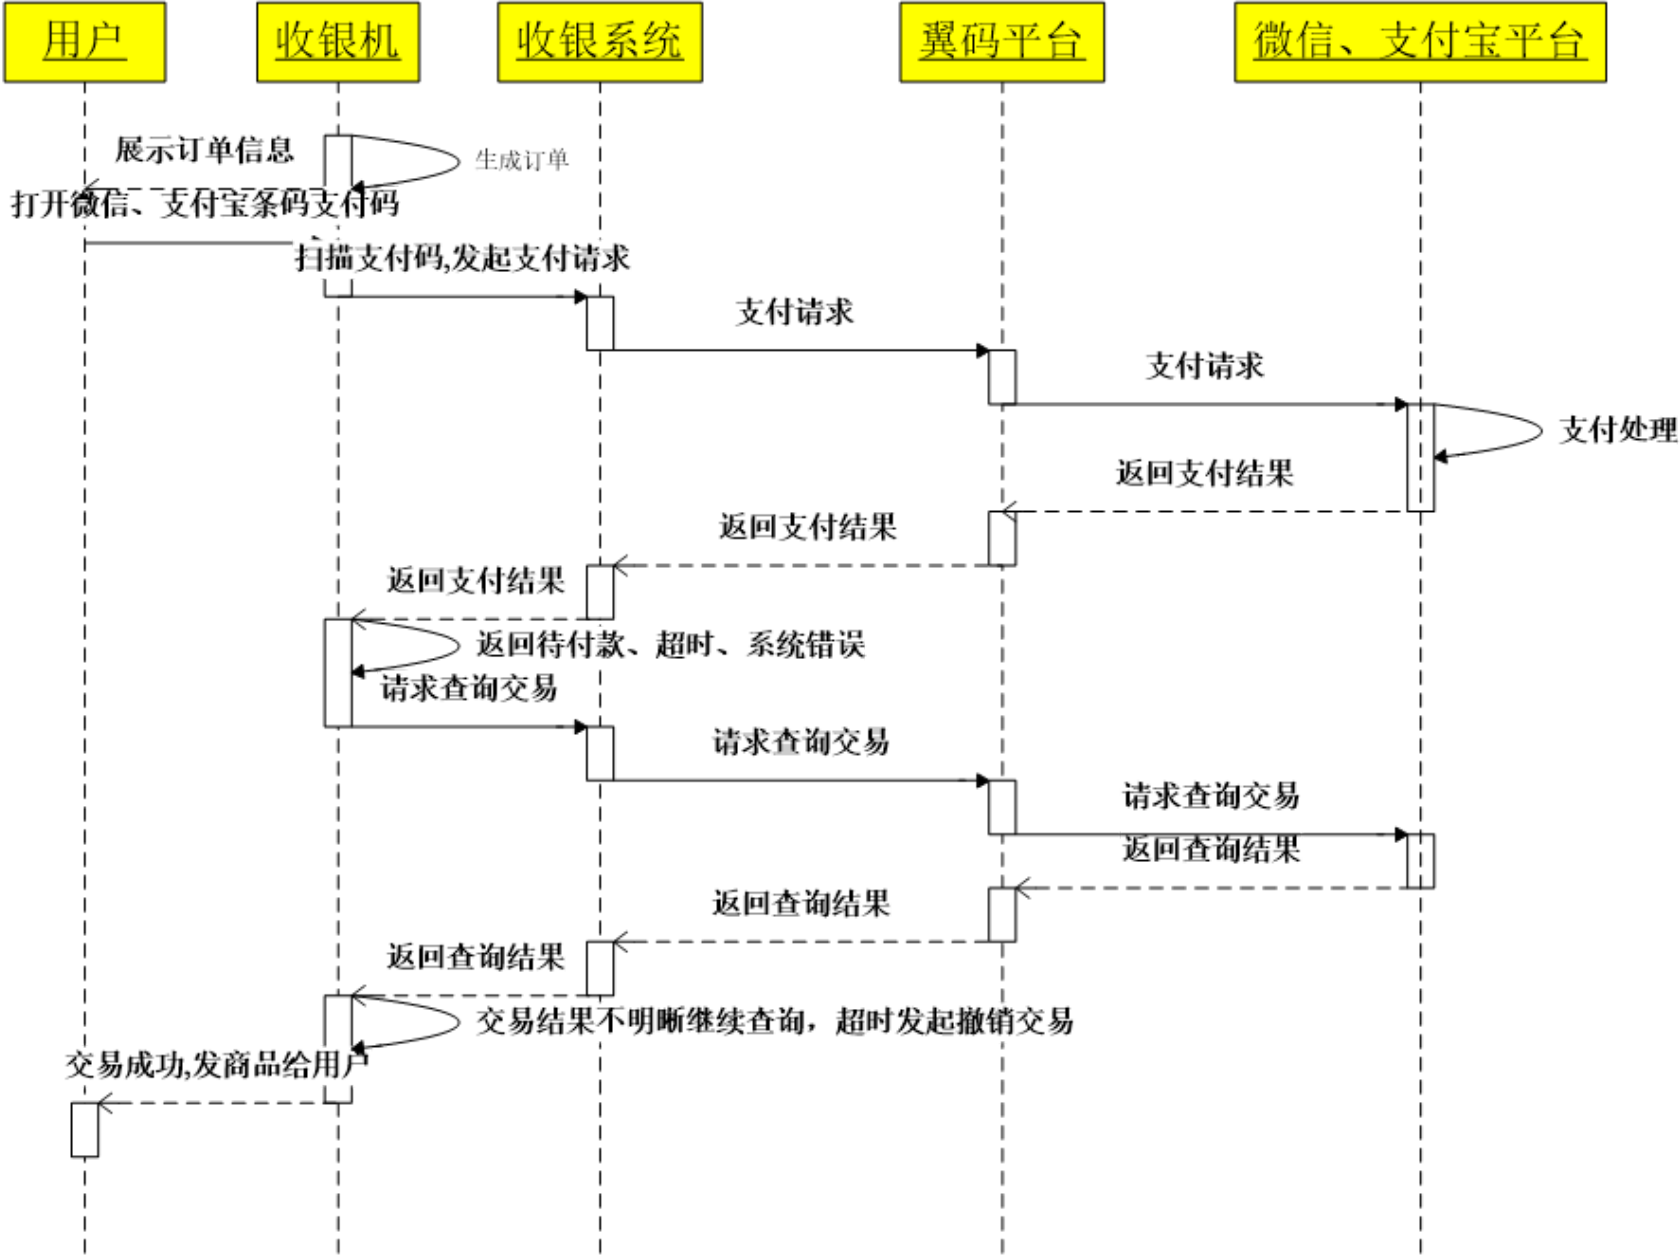 用户
收银机
收银系统
翼码平台
微信、支付宝平台
展示订单信息
生成订单
打开微信、支付宝条码支付码
扫描支付码,发起支付请求
支付请求
支付请求
支付处理
返回支付结果
返回支付结果
返回支付结果
返回待付款、超时、系统错误
请求查询交易
请求查询交易
请求查询交易
返回查询结果
返回查询结果
返回查询结果
交易结果不明晰继续查询，超时发起撤销交易
交易成功,发商品给用户